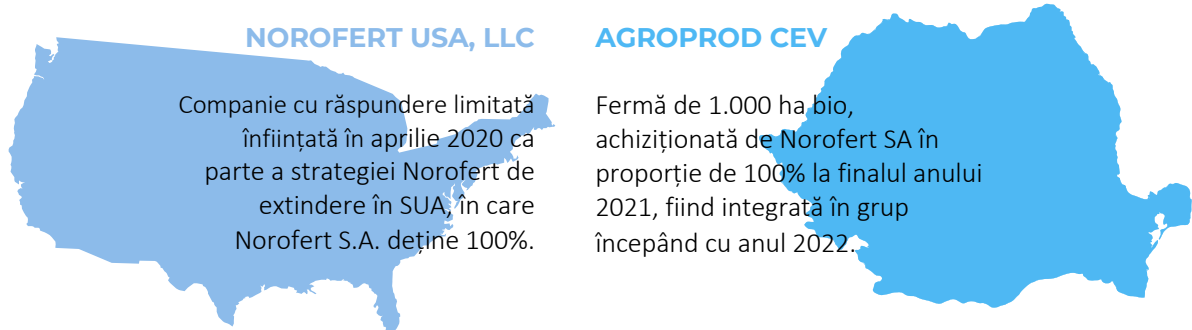 NOROFERT USA, LLC
Companie cu răspundere limitată
înființată în aprilie 2020 ca
parte a strategiei Norofert de
extindere în SUA, în care
Norofert S.A. deține 100%.
AGROPROD CEV
Fermă de 1.000 ha bio,
achiziționată de Norofert SA în
proporție de 100% la finalul anului
2021, fiind integrată în grup
începând cu anul 2022.